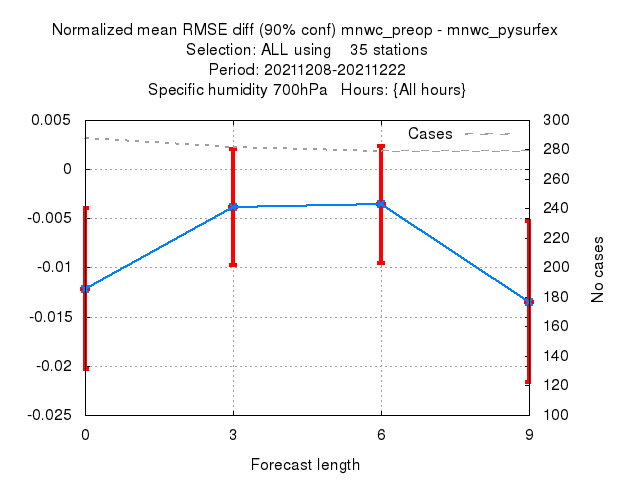 Normalized mean RMSE diff (90% conf) mnwc_preop - mnwc_pysurfex
Selection: ALL using    35 stations
Period: 20211208-20211222
Specific humidity 700hPa   Hours: {All hours}
0.005
0
-0.005
-0.01
-0.015
-0.02
-0.025
Cases
300
280
260
240
220
200
180
160
140
120
100
No cases
0 3 6 9
Forecast length